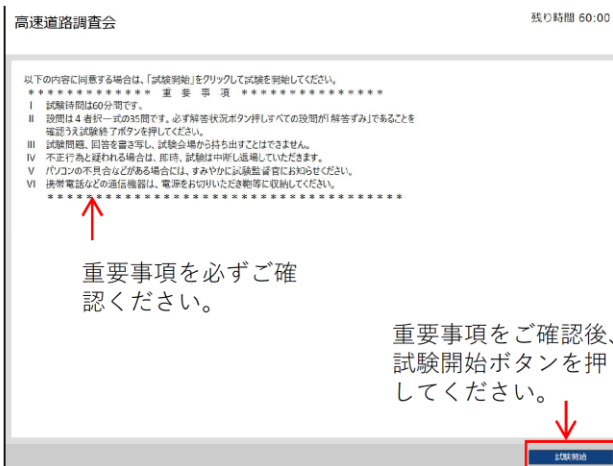 高速道路調査会
残り時間 60:00
以下の内容に同意する場合は、「試験開始」をクリックして試験を開始してください。
************* 重 要 事 項 ***************
Ⅰ 試験時間は60分間です。
Ⅱ 設問は4者択一式の35問です。必ず解答状況ボタン押しすべての設問が「解答ずみ」であることを
確認うえ試験終了ボタンを押してください。
Ⅲ 試験問題、回答を書き写し、試験会場から持ち出すことはできません。
Ⅳ 不正行為と疑われる場合は、即時、試験は中断し退場していただきます。
Ⅴ パソコンの不具合などがある場合には、すみやかに試験監督官にお知らせください。
Ⅵ 携帯電話などの通信機器は、電源をお切りいただき鞄等に収納してください。
************************************
重要事項を必ずご確
認ください。
重要事項をご確認後、
試験開始ボタンを押
してください。
試験開始